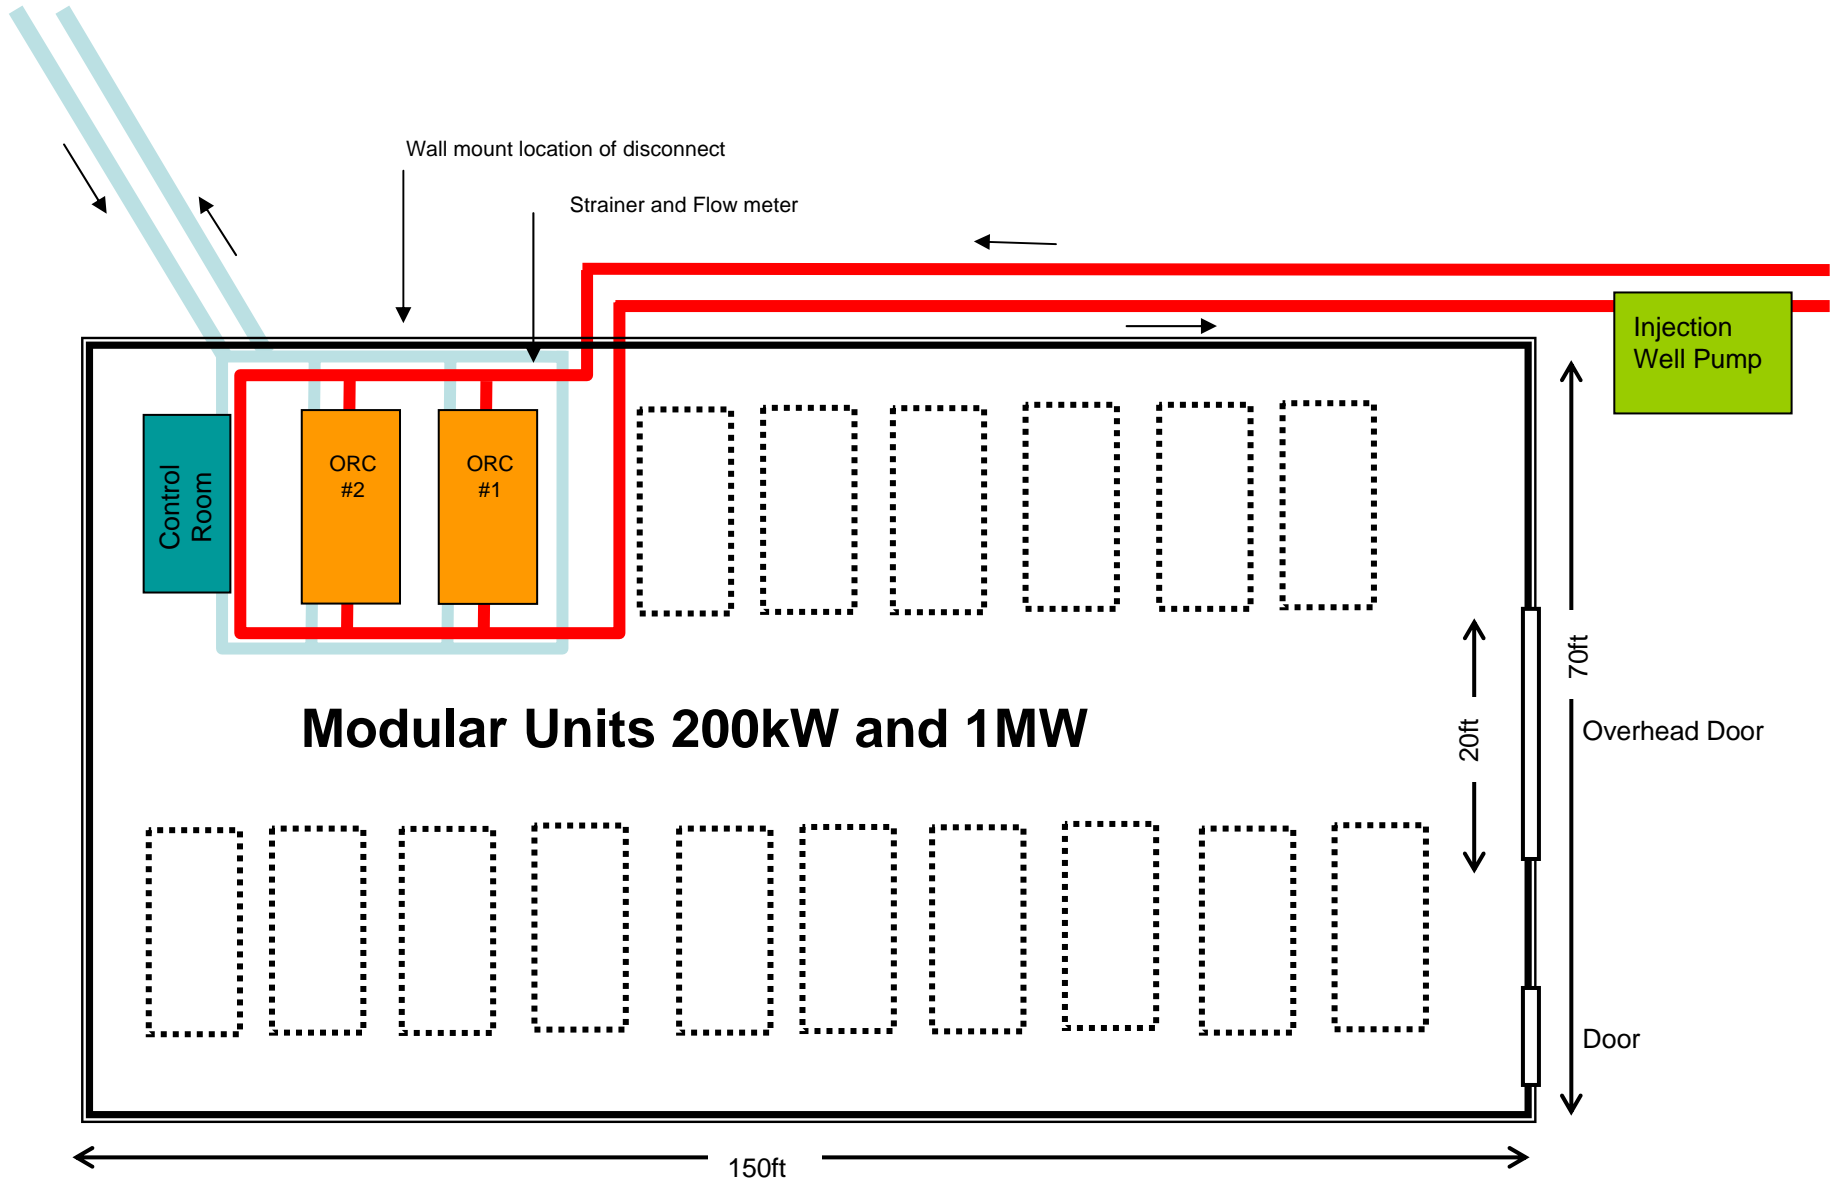 Wall mount location of disconnect
Strainer and Flow meter
Injection
Well Pump
Control
Room
ORC
#2
ORC
#1
70ft
20ft
Modular Units 200kW and 1MW
Overhead Door
Door
150ft